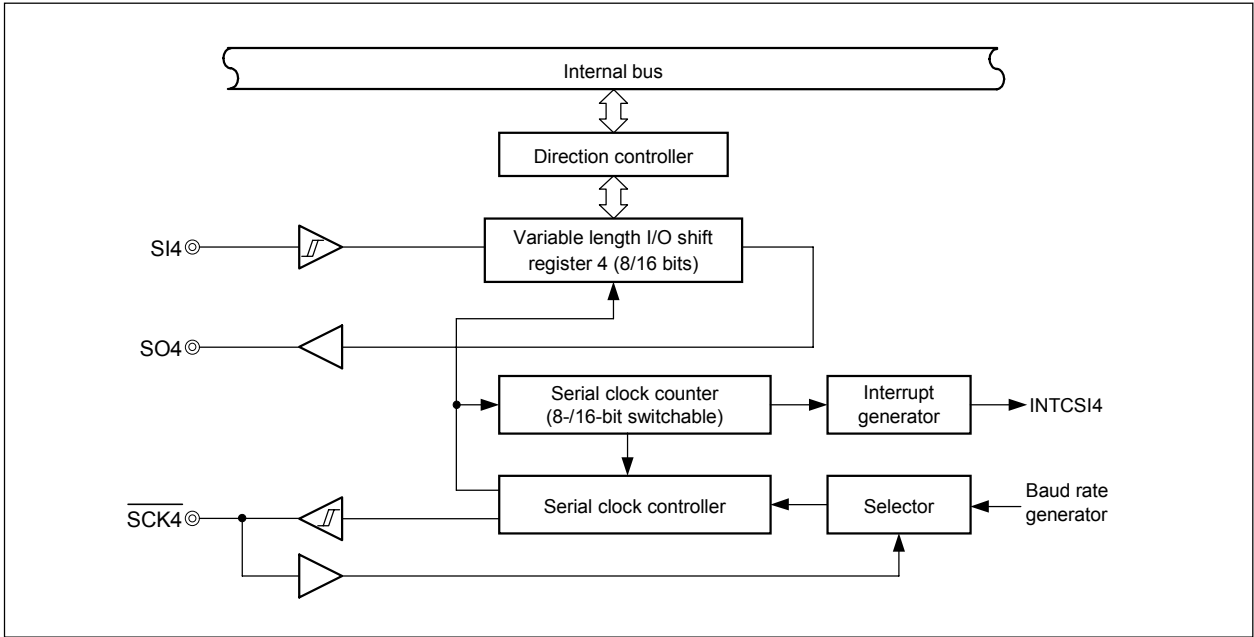 Internal bus
Direction controller
SI4
Variable length I/O shift
register 4 (8/16 bits)
SO4
Serial clock counter
(8-/16-bit switchable)
Interrupt
generator
INTCSI4
SCK4
Serial clock controller
Selector
Baud rate
generator